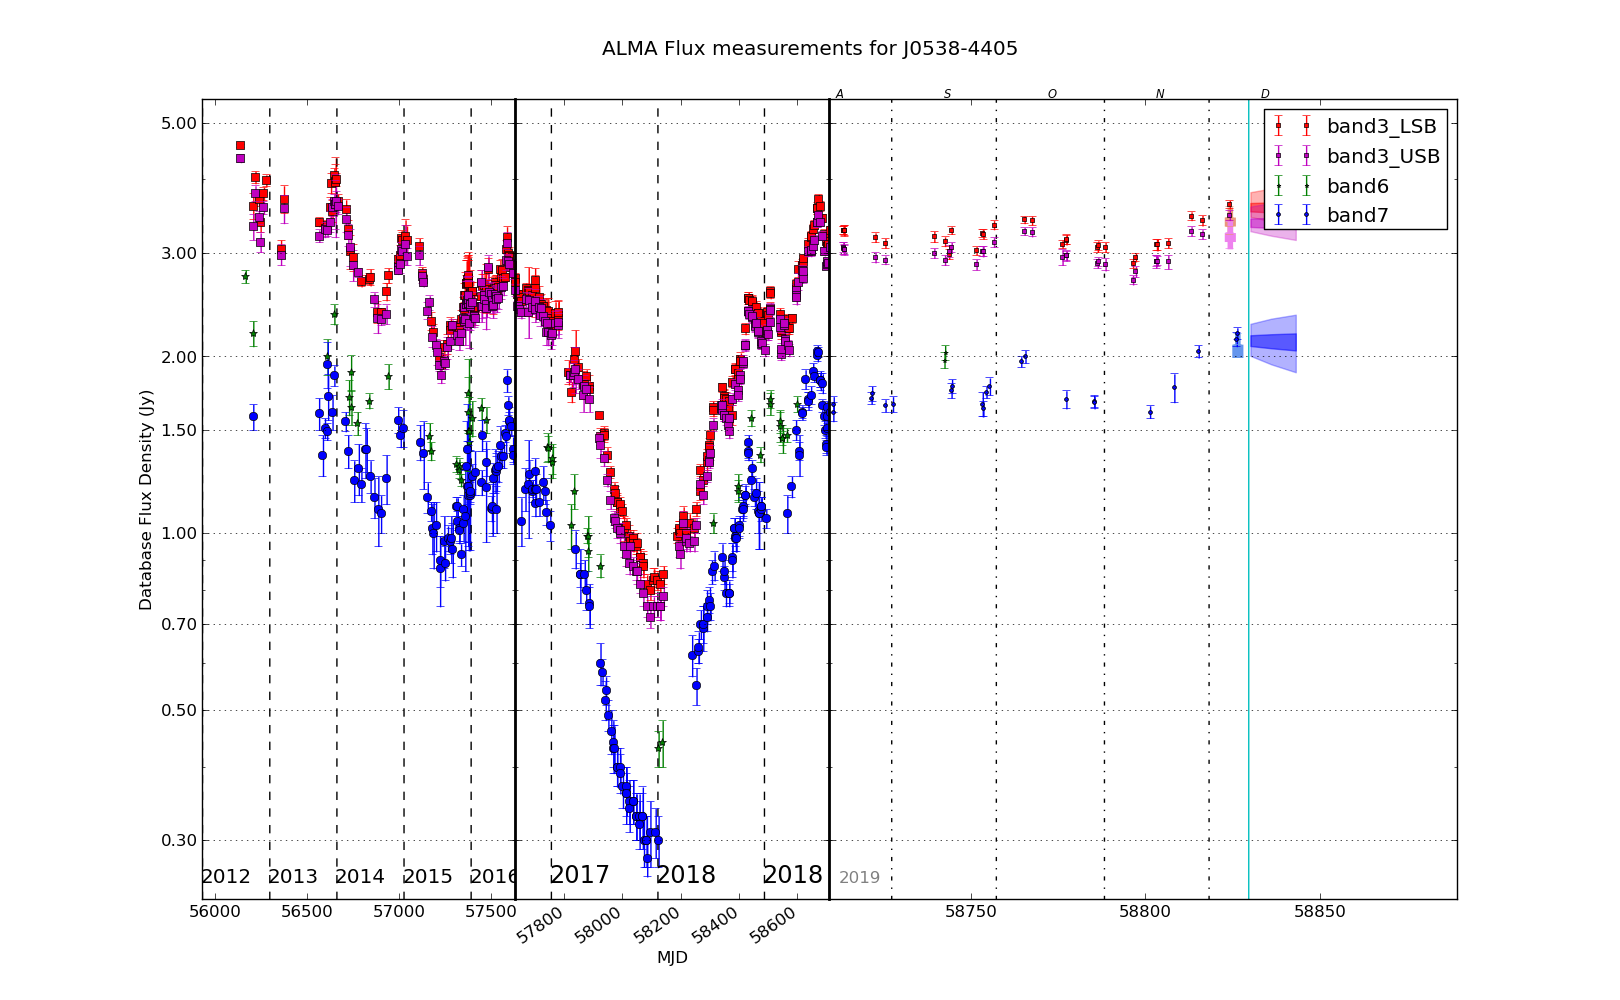 ALMA Flux measurements for J0538-4405
A S O N D
band3_LSB
band3_USB
band6
band7
5.00
3.00
2.00
1.50
1.00
0.70
0.50
0.30
Database Flux Density (Jy)
2012 2013 2014 2015 2016 2017 2018 2018 2019
56000 56500 57000 57500 57800 58000 58200 58400 58600 58750 58800 58850
MJD